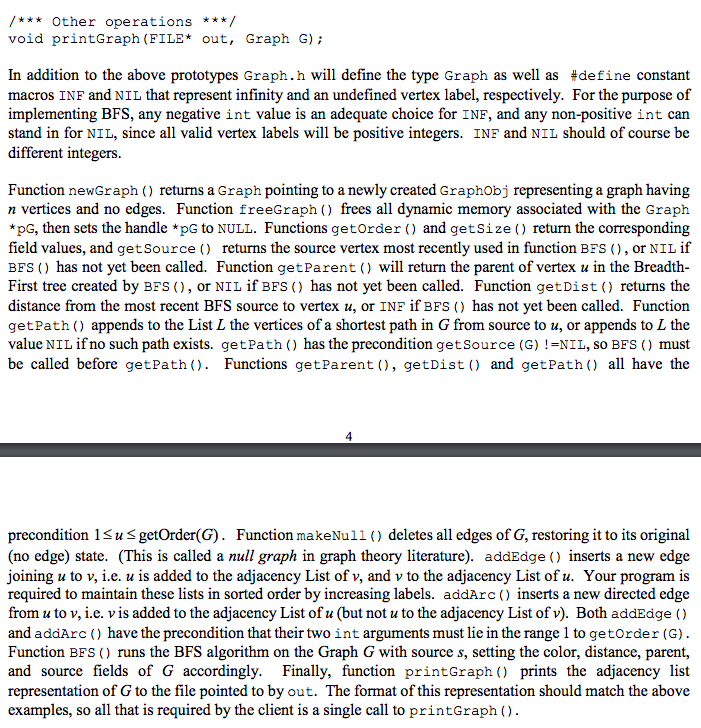 /*** Other operations ***/
void printGraph(FILE* out, Graph G);
In addition to the above prototypes Graph.h will define the type Graph as well as #define constant
macros INF and NIL that represent infinity and an undefined vertex label, respectively. For the purpose of
implementing BFS, any negative int value is an adequate choice for INF, and any non-positive int can
stand in for NIL, since all valid vertex labels will be positive integers. INF and NIL should of course be
different integers.
Function newGraph() returns a Graph pointing to a newly created GraphObj representing a graph having
n vertices and no edges. Function freeGraph() frees all dynamic memory associated with the Graph
*pG, then sets the handle *pG to NULL. Functions getOrder() and getSize() return the corresponding
field values, and getSource() returns the source vertex most recently used in function BFS(), or NIL if
BFS() has not yet been called. Function getParent() will return the parent of vertex u in the Breadth-
First tree created by BFS(), or NIL if BFS() has not yet been called. Function getDist() returns the
distance from the most recent BFS source to vertex u, or INF if BFS() has not yet been called. Function
getPath() appends to the List L the vertices of a shortest path in G from source to u, or appends to L the
value NIL if no such path exists. getPath() has the precondition getSource(G)!=NIL, so BFS() must
be called before getPath(). Functions getParent(), getDist() and getPath() all have the
4
precondition 1≤u≤getOrder(G). Function makeNull() deletes all edges of G, restoring it to its original
(no edge) state. (This is called a null graph in graph theory literature). addEdge() inserts a new edge
joining u to v, i.e. u is added to the adjacency List of v, and v to the adjacency List of u. Your program is
required to maintain these lists in sorted order by increasing labels. addArc() inserts a new directed edge
from u to v, i.e. v is added to the adjacency List of u (but not u to the adjacency List of v). Both addEdge()
and addArc() have the precondition that their two int arguments must lie in the range 1 to getOrder(G).
Function BFS() runs the BFS algorithm on the Graph G with source s, setting the color, distance, parent,
and source fields of G accordingly. Finally, function printGraph() prints the adjacency list
representation of G to the file pointed to by out. The format of this representation should match the above
examples, so all that is required by the client is a single call to printGraph().